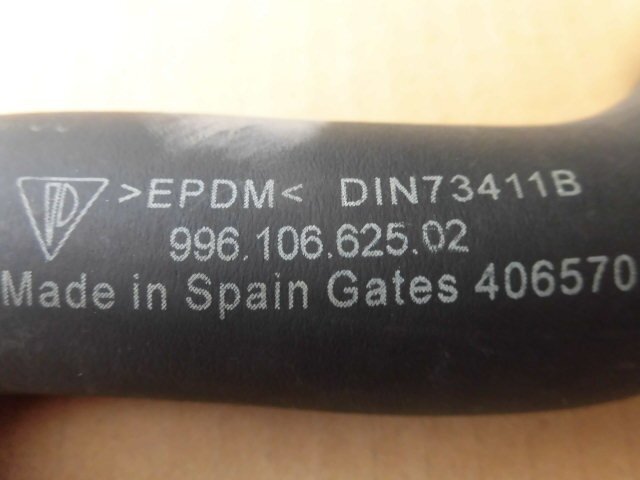 >EPDM< DIN73411B
996.106.625.02
Made in Spain Gates 406570